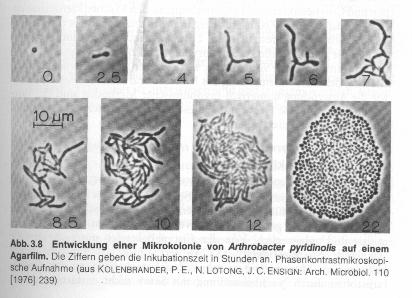 0 2.5 4 5 6 7
10 µm
8.5 10 12 22
Abb.3.8 Entwicklung einer Mikrokolonie von Arthrobacter pyridinolis auf einem
Agarfilm. Die Ziffern geben die Inkubationszeit in Stunden an. Phasenkontrastmikroskopi-
sche Aufnahme (aus KOLENBRANDER, P. E., N. LOTONG, J. C. ENSIGN: Arch. Microbiol. 110
[1976] 239)